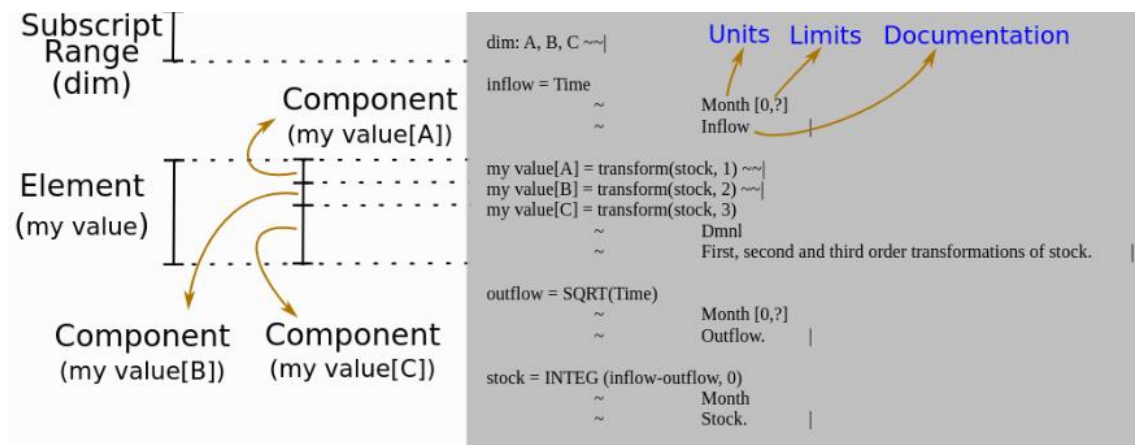 Subscript
Range
(dim)
Component
(my value[A])
Element
(my value)
Component
(my value[B])
Component
(my value[C])
Units Limits Documentation
dim: A, B, C ~~|
inflow = Time
~ Month [0,?]
~ Inflow |
my value[A] = transform(stock, 1) ~~|
my value[B] = transform(stock, 2) ~~|
my value[C] = transform(stock, 3)
~ Dmnl
~ First, second and third order transformations of stock. |
outflow = SQRT(Time)
~ Month [0,?]
~ Outflow. |
stock = INTEG (inflow-outflow, 0)
~ Month
~ Stock. |